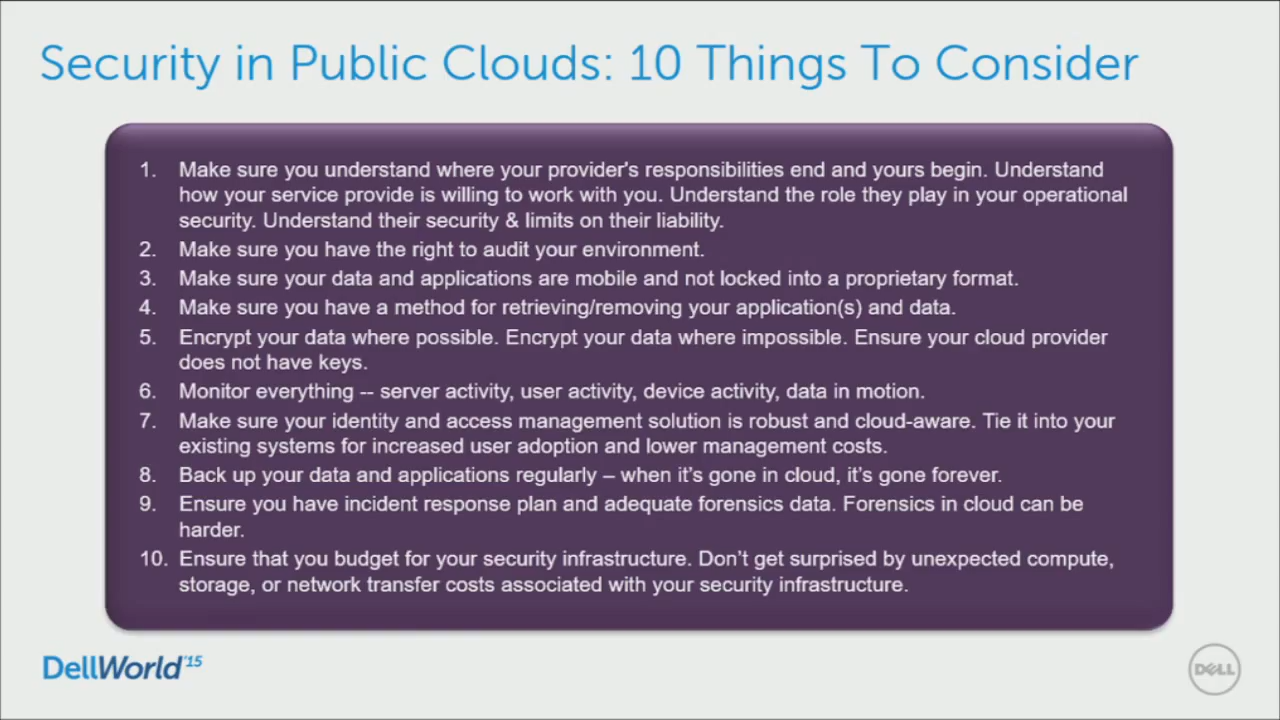 Security in Public Clouds: 10 Things To Consider
1. Make sure you understand where your provider's responsibilities end and yours begin. Understand
how your service provide is willing to work with you. Understand the role they play in your operational
security. Understand their security & limits on their liability.
2. Make sure you have the right to audit your environment.
3. Make sure your data and applications are mobile and not locked into a proprietary format.
4. Make sure you have a method for retrieving/removing your application(s) and data.
5. Encrypt your data where possible. Encrypt your data where impossible. Ensure your cloud provider
does not have keys.
6. Monitor everything -- server activity, user activity, device activity, data in motion.
7. Make sure your identity and access management solution is robust and cloud-aware. Tie it into your
existing systems for increased user adoption and lower management costs.
8. Back up your data and applications regularly – when it’s gone in cloud, it’s gone forever.
9. Ensure you have incident response plan and adequate forensics data. Forensics in cloud can be
harder.
10. Ensure that you budget for your security infrastructure. Don’t get surprised by unexpected compute,
storage, or network transfer costs associated with your security infrastructure.
DellWorld'15
DELL